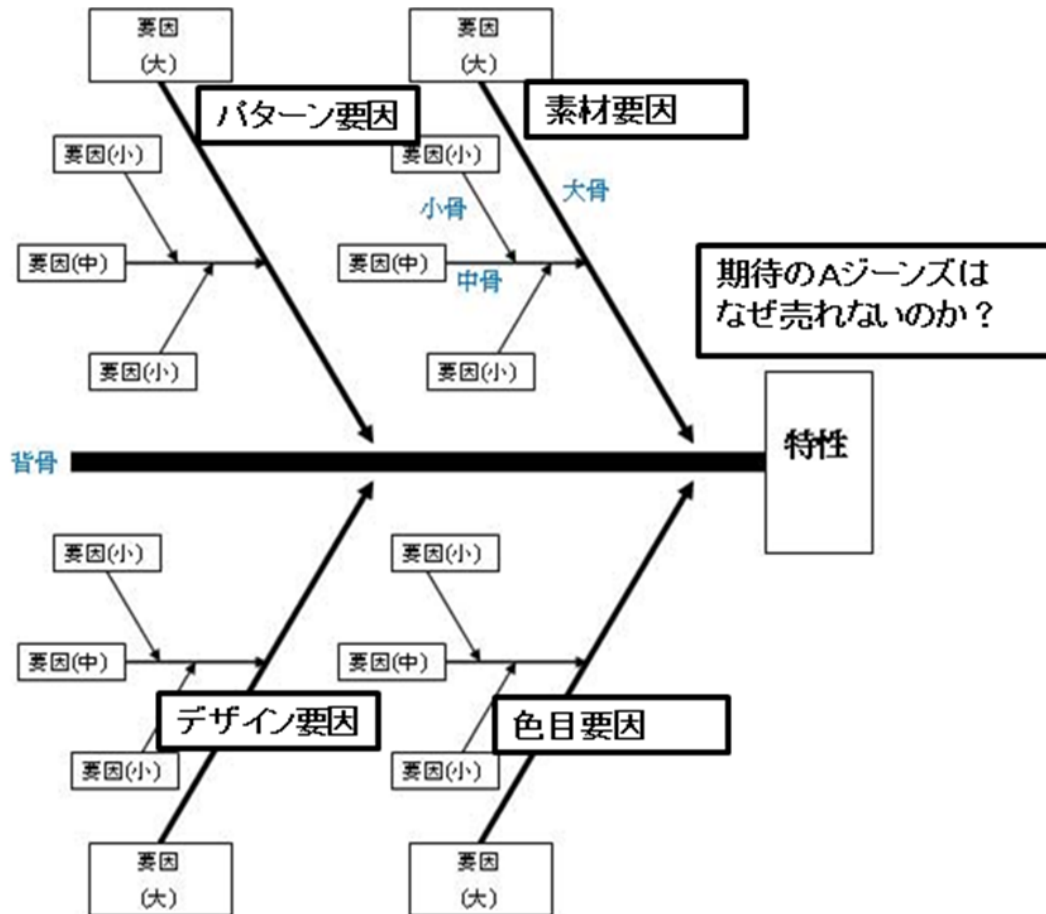 要因
(大)
要因
(大)
パターン要因
素材要因
要因(小)
要因(小)
小骨
大骨
要因(中)
要因(中)
中骨
期待のAジーンズは
なぜ売れないのか？
要因(小)
要因(小)
特性
背骨
要因(小)
要因(小)
要因(中)
要因(中)
デザイン要因
色目要因
要因(小)
要因(小)
要因
(大)
要因
(大)